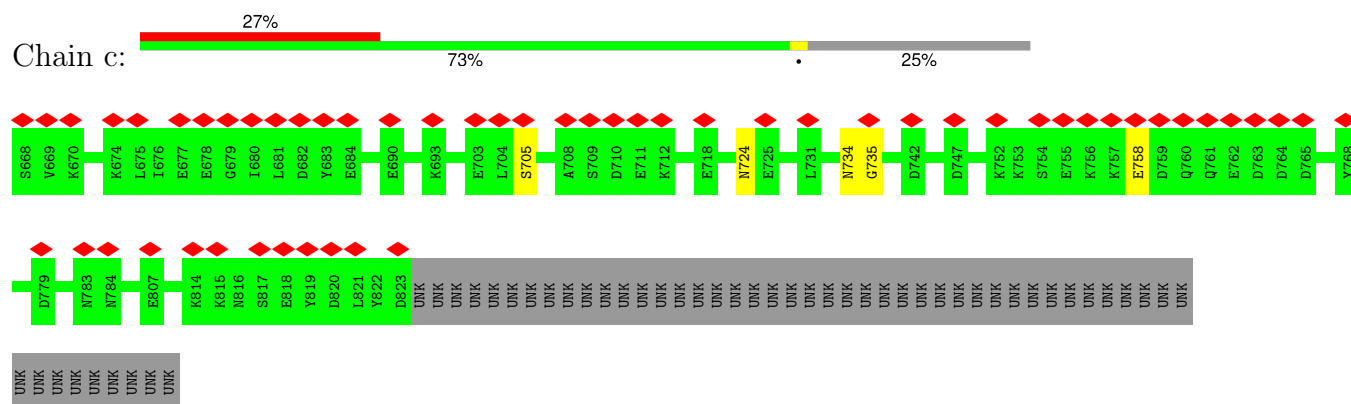 27%
Chain c:
73% • 25%
S668 V669 K670 K674 L675 I676 E677 E678 G679 I680 L681 D682 Y683 E684 E690 K693 E703 L704 S705 A708 S709 D710 E711 K712 E718 N724 E725 L731 N734 G735 D742 D747 K752 K753 S754 E755 K756 K757 E758 D759 Q760 Q761 E762 D763 D764 D765 Y768
D779 N783 N784 E807 K814 K815 N816 S817 E818 Y819 D820 L821 Y822 D823 UNK UNK UNK UNK UNK UNK UNK UNK UNK UNK UNK UNK UNK UNK UNK UNK UNK UNK UNK UNK UNK UNK UNK UNK UNK UNK UNK UNK UNK UNK UNK UNK UNK UNK UNK UNK UNK UNK UNK UNK UNK UNK
UNK UNK UNK UNK UNK UNK UNK UNK UNK